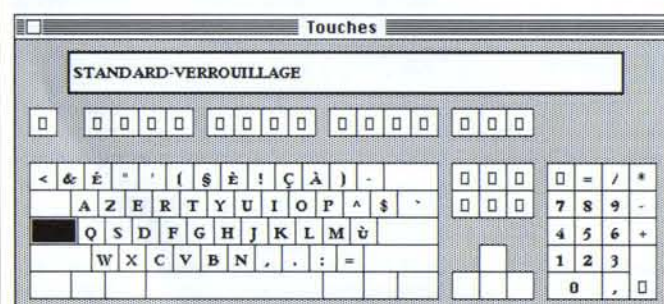 Touches
STANDARD-VERROUILLAGE
< & É " ' ( § È ! Ç À ) -
= / *
A Z E R T Y U I O P ^ $ `
7 8 9 -
Q S D F G H J K L M Ù
4 5 6 +
W X C V B N , . : =
1 2 3
0 ,